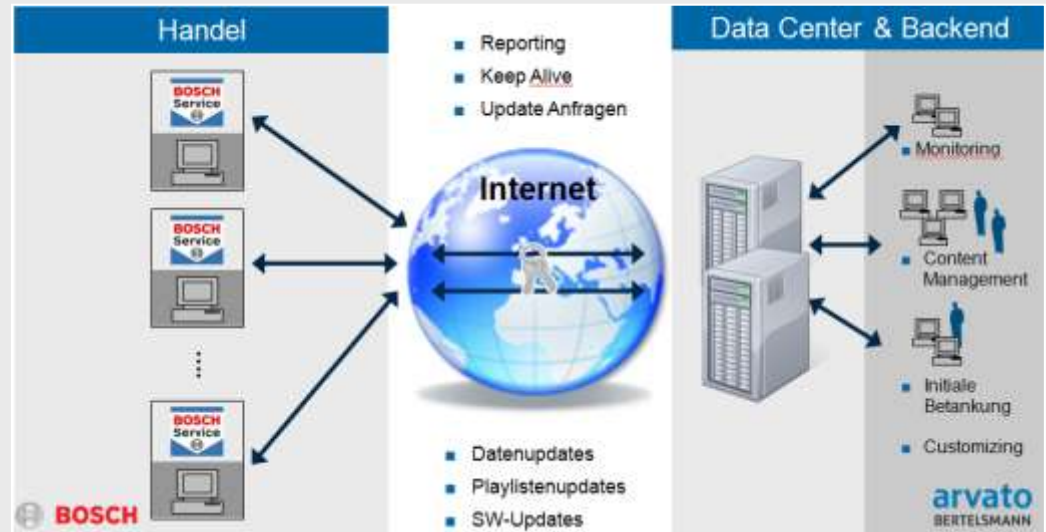 Handel
BOSCH
Service
BOSCH
Service
BOSCH
Service
BOSCH
Reporting
Keep Alive
Update Anfragen
Internet
Datenupdates
Playlistenupdates
SW-Updates
Data Center & Backend
Monitoring
Content
Management
Initiale
Betankung
Customizing
arvato
BERTELSMANN